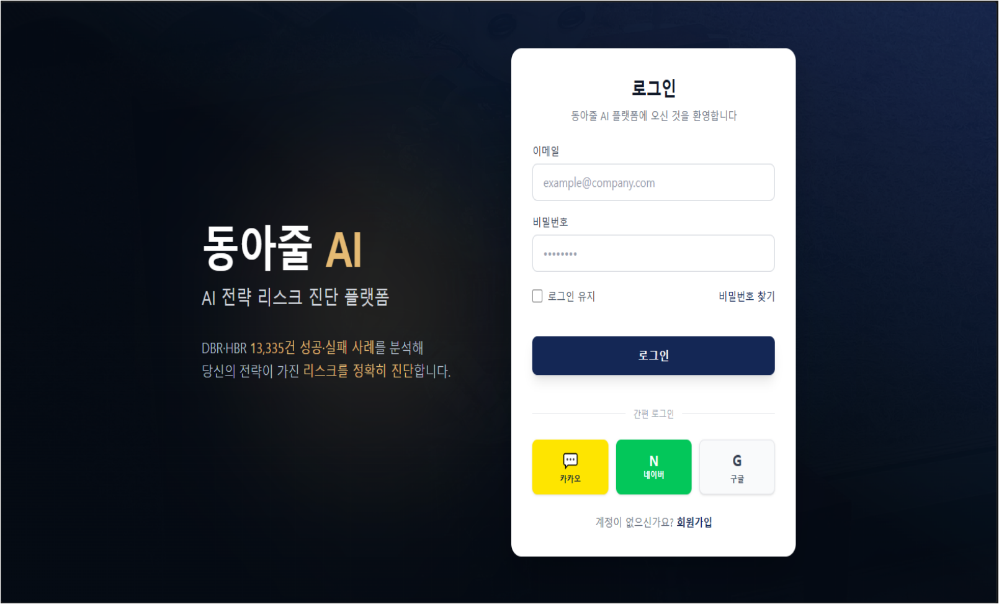 동아줄 AI
AI 전략 리스크 진단 플랫폼
DBR·HBR 13,335건 성공·실패 사례를 분석해
당신의 전략이 가진 리스크를 정확히 진단합니다.
로그인
동아줄 AI 플랫폼에 오신 것을 환영합니다
이메일
example@company.com
비밀번호
••••••••
로그인 유지
비밀번호 찾기
로그인
간편 로그인
카카오
N
네이버
G
구글
계정이 없으신가요? 회원가입